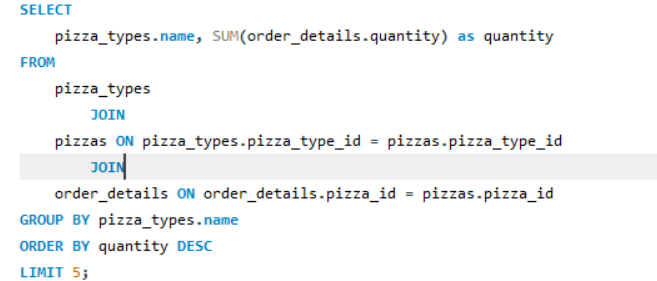 SELECT
pizza_types.name, SUM(order_details.quantity) as quantity
FROM
pizza_types
JOIN
pizzas ON pizza_types.pizza_type_id = pizzas.pizza_type_id
JOIN
order_details ON order_details.pizza_id = pizzas.pizza_id
GROUP BY pizza_types.name
ORDER BY quantity DESC
LIMIT 5;